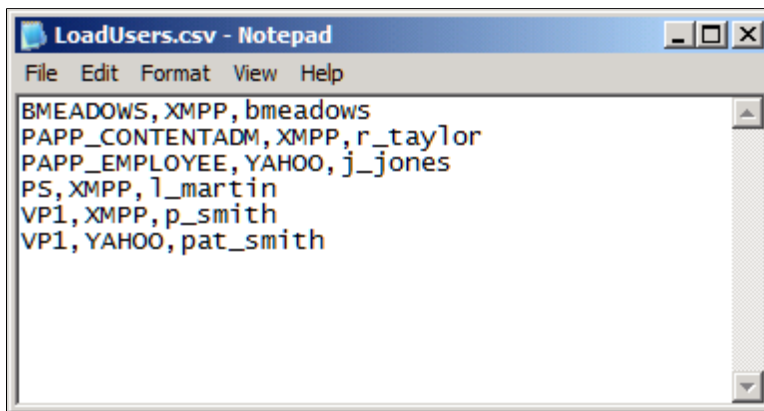 LoadUsers.csv - Notepad
File Edit Format View Help
BMEADOWS,XMPP,bmeadows
PAPP_CONTENTADM,XMPP,r_taylor
PAPP_EMPLOYEE,YAHOO,j_jones
PS,XMPP,l_martin
VP1,XMPP,p_smith
VP1,YAHOO,pat_smith